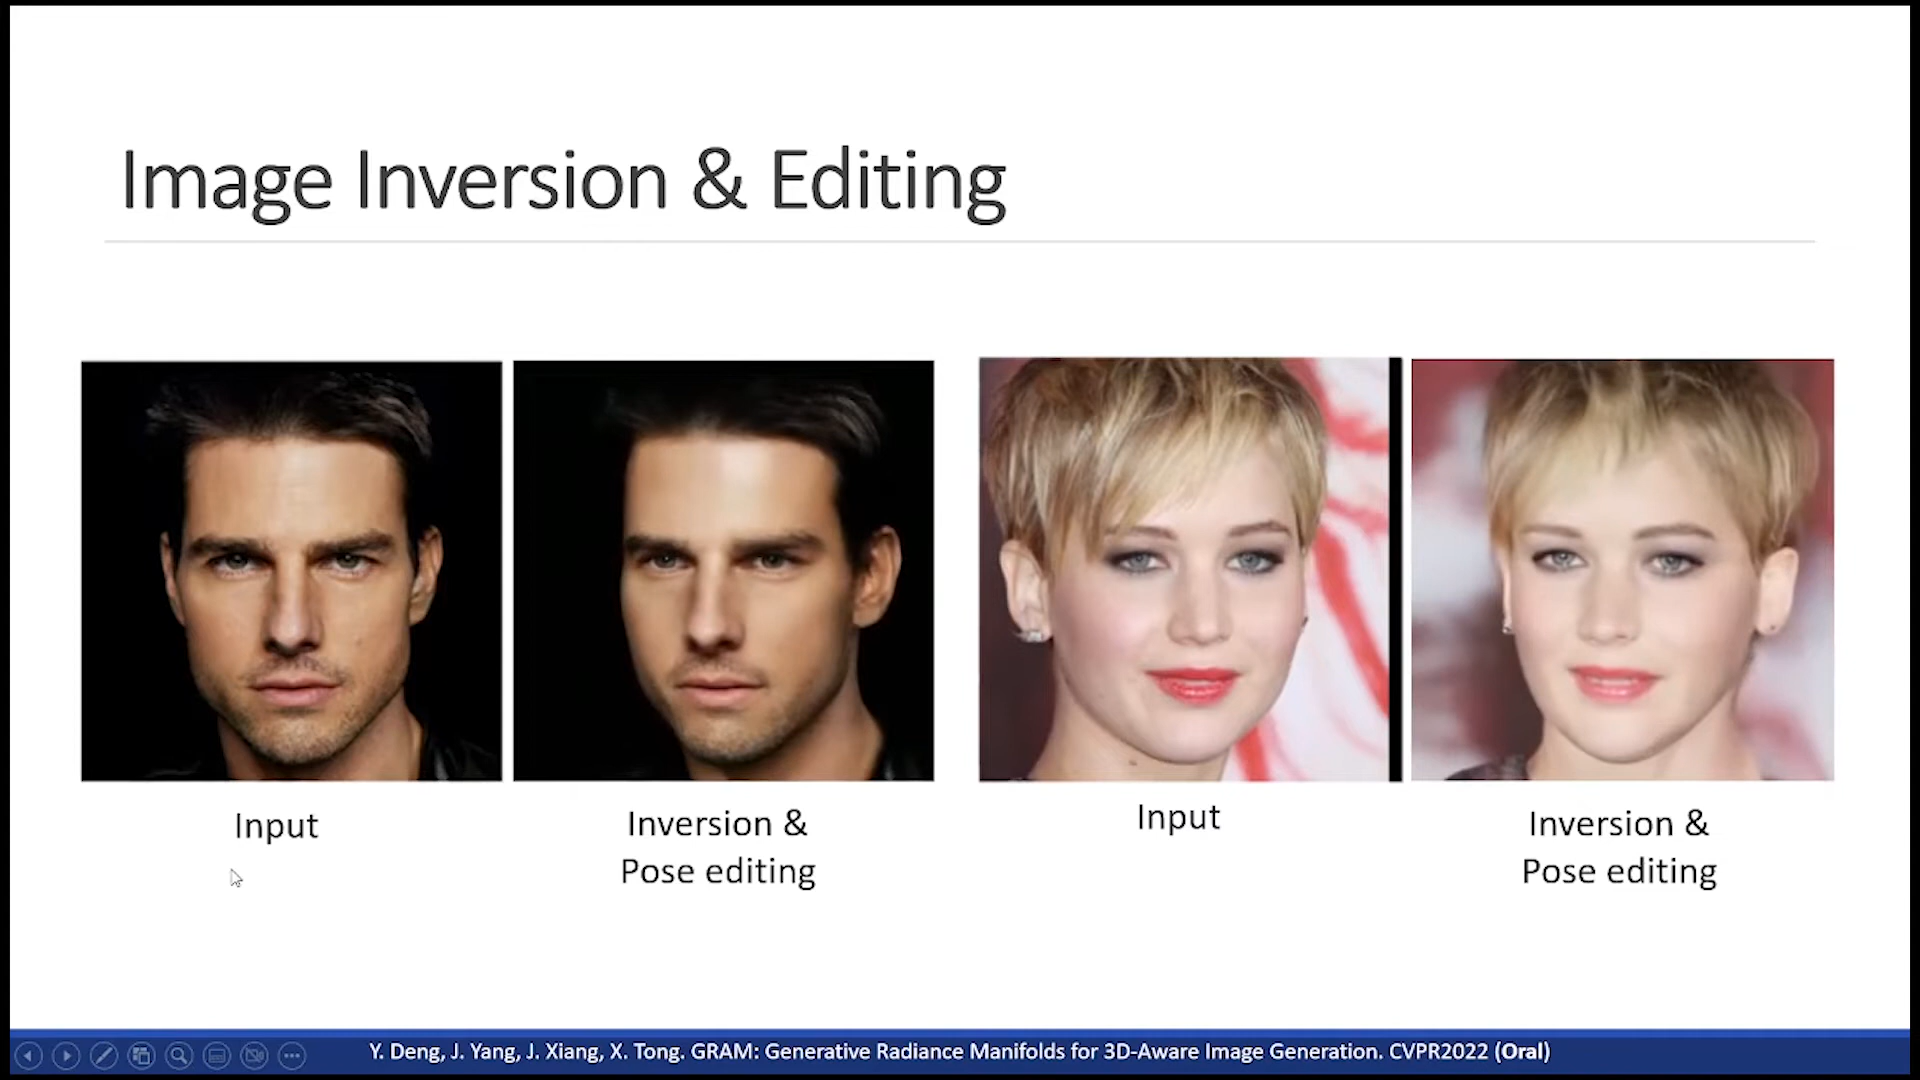 Image Inversion & Editing
Input
Inversion &
Pose editing
Input
Inversion &
Pose editing
Y. Deng, J. Yang, J. Xiang, X. Tong. GRAM: Generative Radiance Manifolds for 3D-Aware Image Generation. CVPR2022 (Oral)